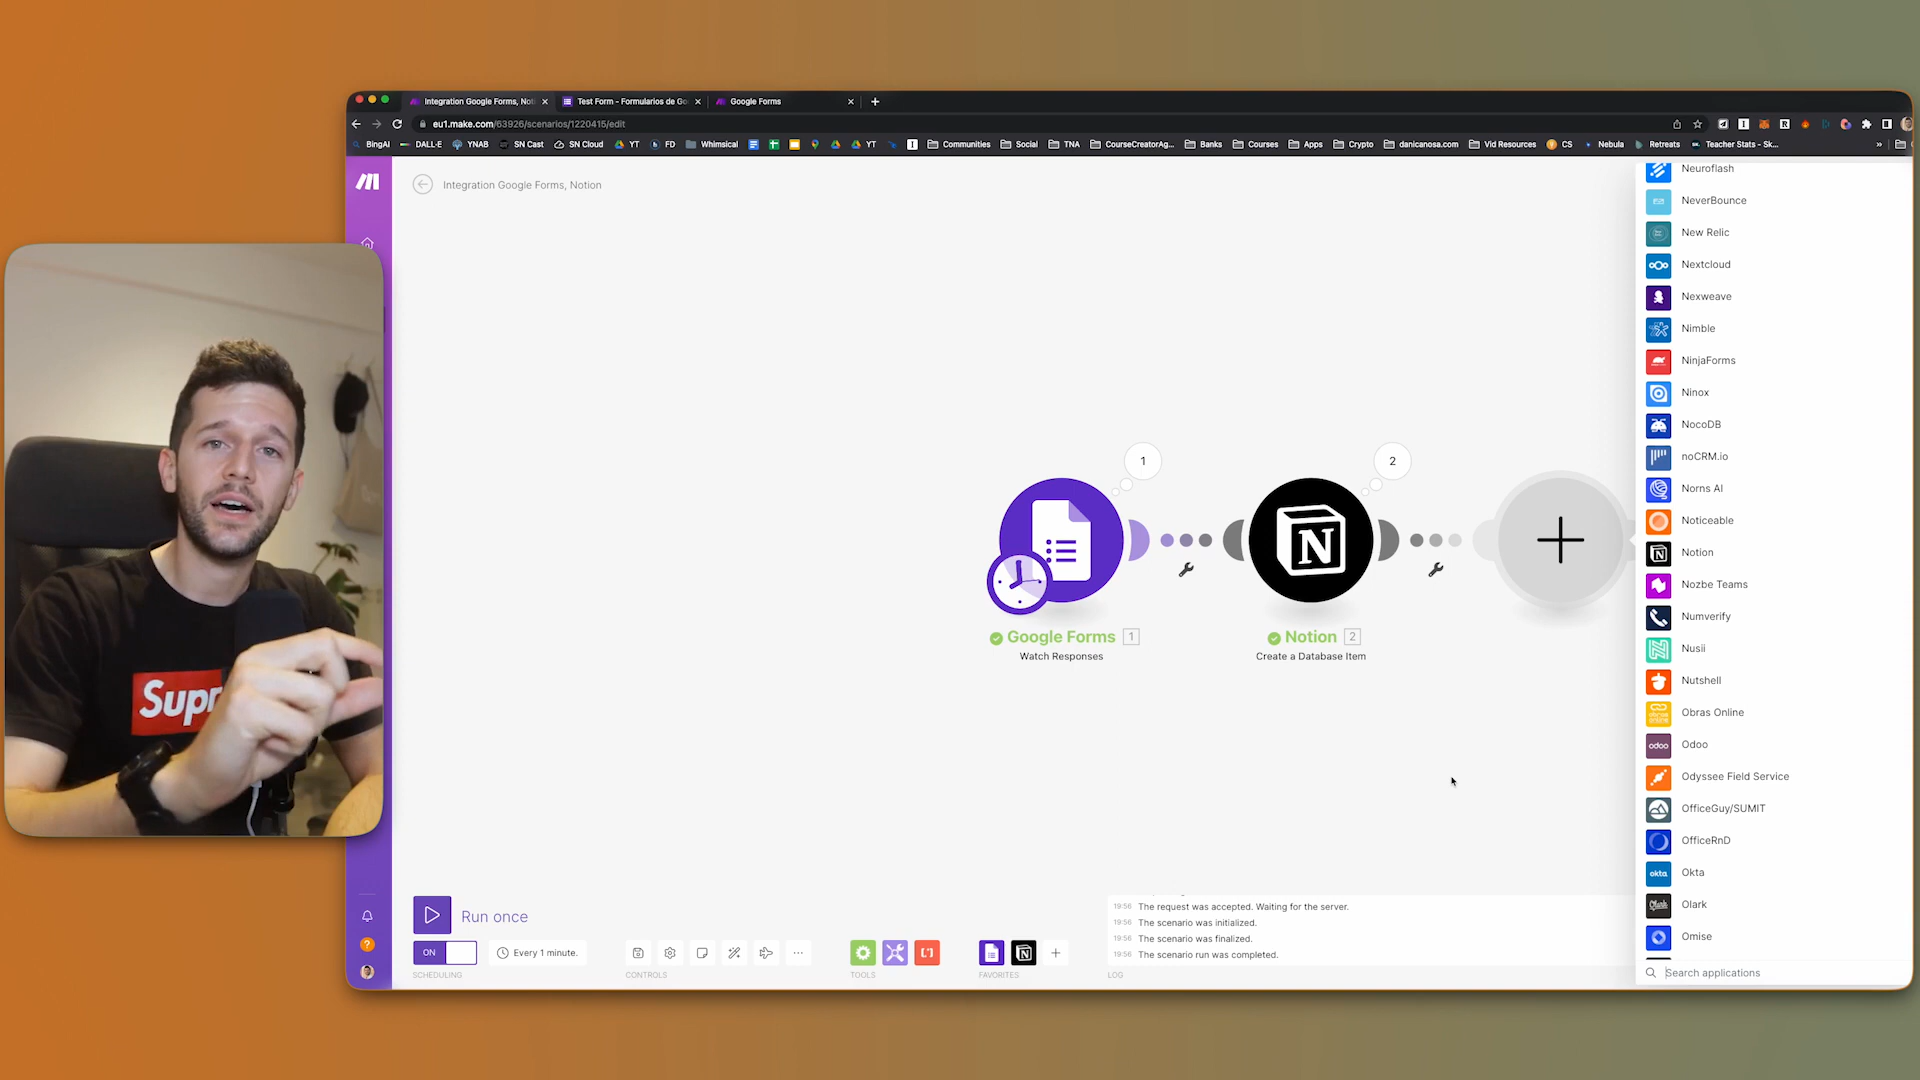 Integration Google Forms, Not
Test Form - Formularios de Go
Google Forms
eu1.make.com/63926/scenarios/1220415/edit
BingAI
DALL-E
YNAB
SN Cast
SN Cloud
YT
FD
Whimsical
YT
Communities
Social
TNA
CourseCreatorAg...
Banks
Courses
Apps
Crypto
danicanosa.com
Vid Resources
CS
Nebula
Retreats
Teacher Stats - Sk...
»
Integration Google Forms, Notion
1
2
Google Forms 1
Watch Responses
Notion 2
Create a Database Item
Supr
Neuroflash
NeverBounce
New Relic
Nextcloud
Nexweave
Nimble
NinjaForms
Ninox
NocoDB
noCRM.io
Norns AI
Noticeable
Notion
Nozbe Teams
Numverify
Nusii
Nutshell
Obras Online
odoo Odoo
Odyssee Field Service
OfficeGuy/SUMIT
OfficeRnD
okta Okta
Olark Olark
Omise
Search applications
Run once
ON
Every 1 minute.
SCHEDULING
CONTROLS
TOOLS
FAVORITES
LOG
19:56 The request was accepted. Waiting for the server.
19:56 The scenario was initialized.
19:56 The scenario was finalized.
19:56 The scenario run was completed.